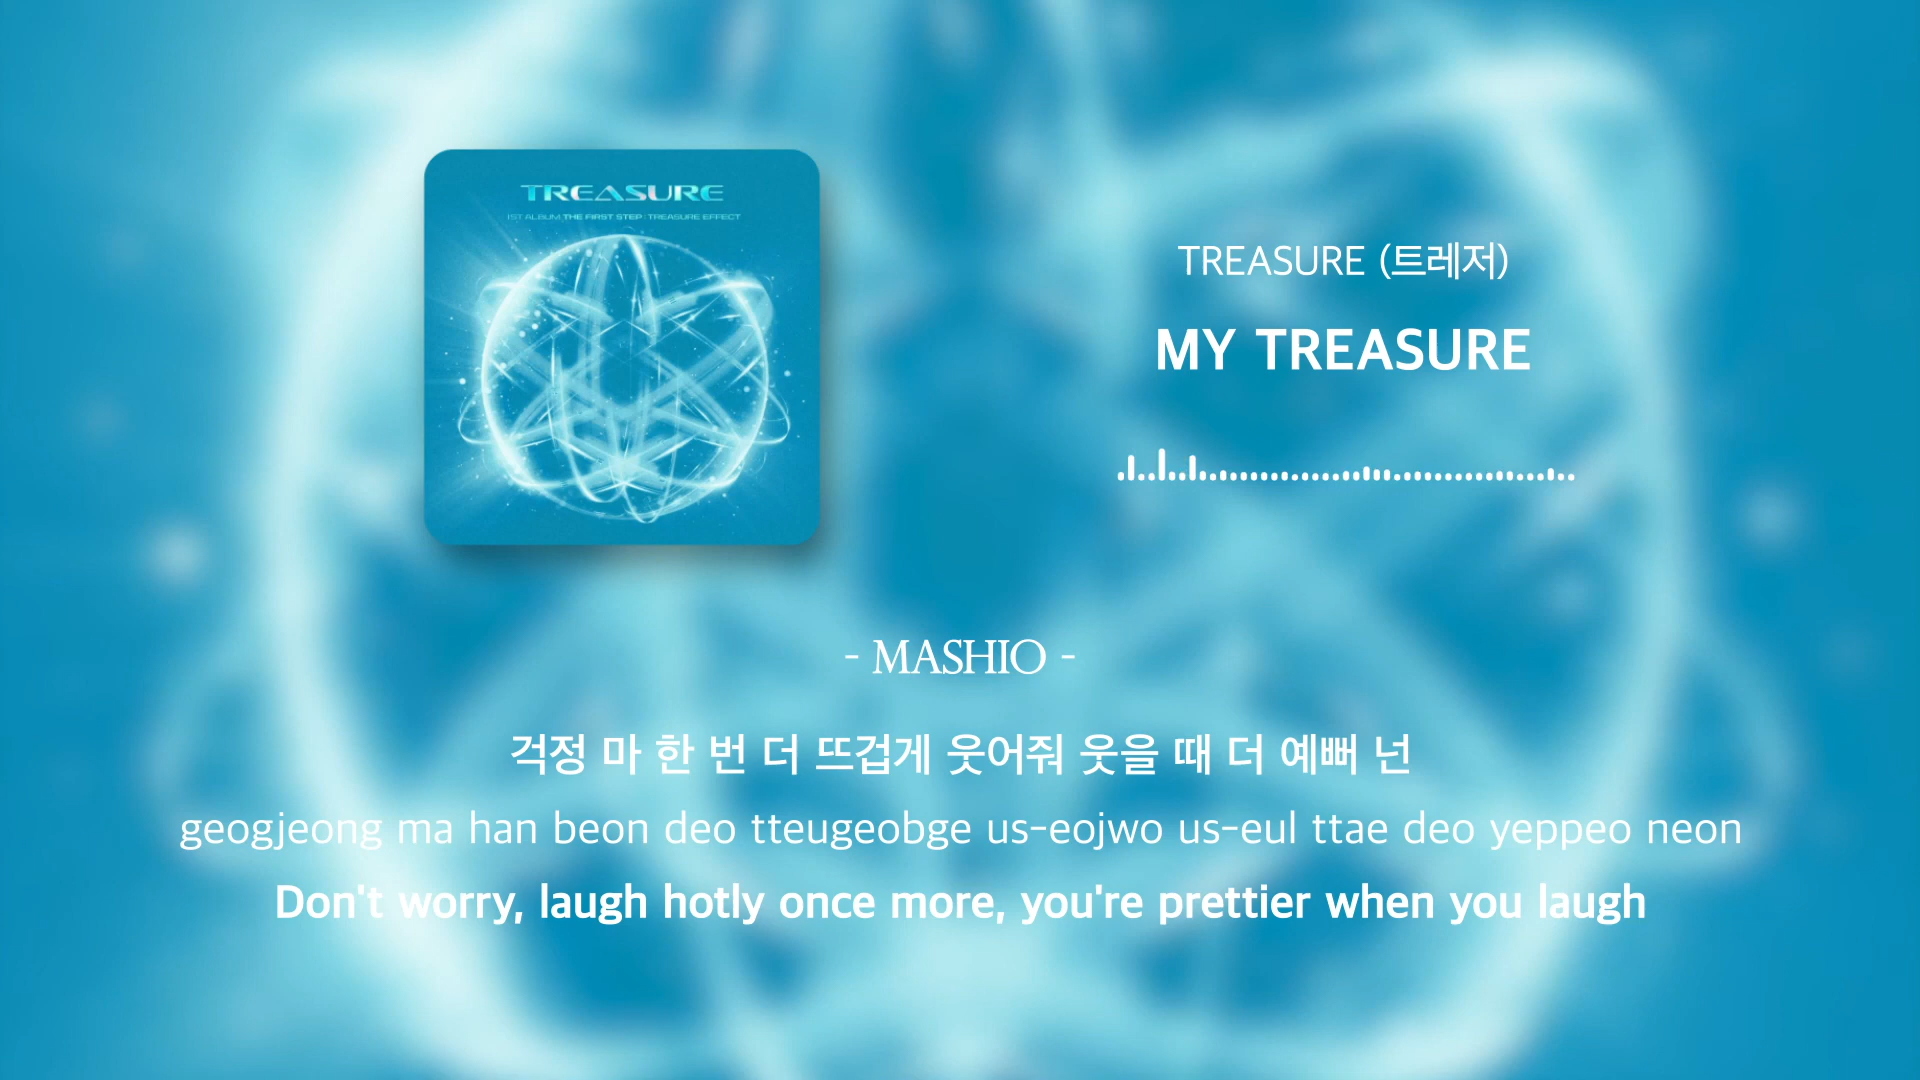 TREASURE
1ST ALBUM THE FIRST STEP : TREASURE EFFECT
TREASURE (트레저)
MY TREASURE
- MASHIO -
걱정 마 한 번 더 뜨겁게 웃어줘 웃을 때 더 예뻐 넌
geogjeong ma han beon deo tteugeobge us-eojwo us-eul ttae deo yeppeo neon
Don't worry, laugh hotly once more, you're prettier when you laugh